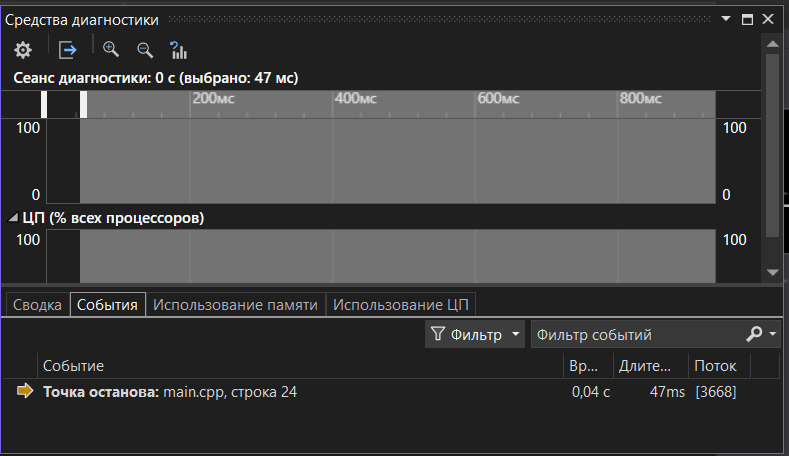 Средства диагностики
Сеанс диагностики: 0 с (выбрано: 47 мс)
200мс 400мс 600мс 800мс
100 100
0 0
ЦП (% всех процессоров)
100 100
Сводка События Использование памяти Использование ЦП
Фильтр Фильтр событий
Событие Вр... Длите... Поток
Точка останова: main.cpp, строка 24 0,04 с 47ms [3668]